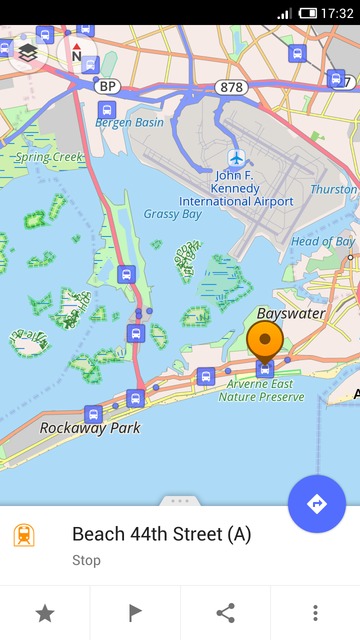 17:32
N
BP
878
7
Bergen Basin
Spring Creek
John F.
Kennedy
International Airport
Thurston
Grassy Bay
Head of Bay
Bayswater
Arverne East
Nature Preserve
Rockaway Park
A
Beach 44th Street (A)
Stop